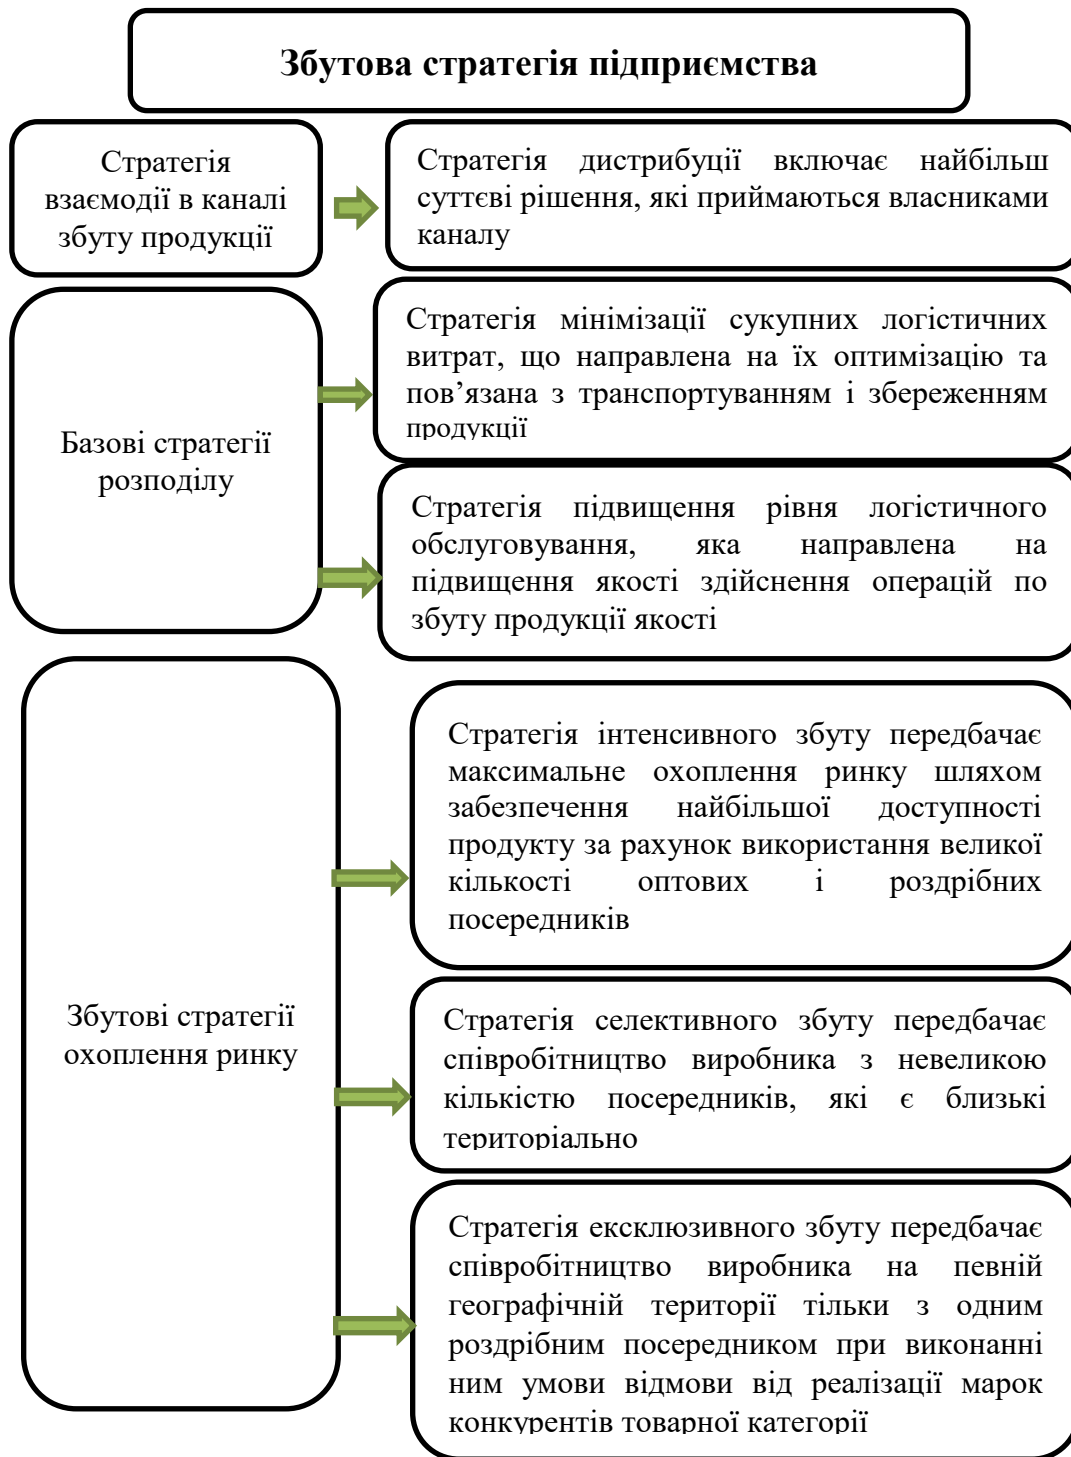 Збутова стратегія підприємства
Стратегія
взаємодії в каналі
збуту продукції
Стратегія дистрибуції включає найбільш
суттєві рішення, які приймаються власниками
каналу
Базові стратегії
розподілу
Стратегія мінімізації сукупних логістичних
витрат, що направлена на їх оптимізацію та
пов’язана з транспортуванням і збереженням
продукції
Стратегія підвищення рівня логістичного
обслуговування, яка направлена на
підвищення якості здійснення операцій по
збуту продукції якості
Збутові стратегії
охоплення ринку
Стратегія інтенсивного збуту передбачає
максимальне охоплення ринку шляхом
забезпечення найбільшої доступності
продукту за рахунок використання великої
кількості оптових і роздрібних
посередників
Стратегія селективного збуту передбачає
співробітництво виробника з невеликою
кількістю посередників, які є близькі
територіально
Стратегія ексклюзивного збуту передбачає
співробітництво виробника на певній
географічній території тільки з одним
роздрібним посередником при виконанні
ним умови відмови від реалізації марок
конкурентів товарної категорії